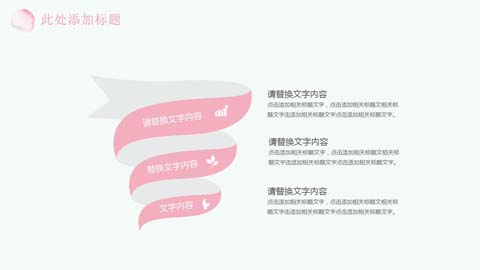 此处添加标题
请替换文字内容
替换文字内容
文字内容
请替换文字内容
点击添加相关标题文字，点击添加相关标题文相关标
题文字击添加相关标题文字点击添加相关标题文字。
请替换文字内容
点击添加相关标题文字，点击添加相关标题文相关标
题文字击添加相关标题文字点击添加相关标题文字。
请替换文字内容
点击添加相关标题文字，点击添加相关标题文相关标
题文字击添加相关标题文字点击添加相关标题文字。